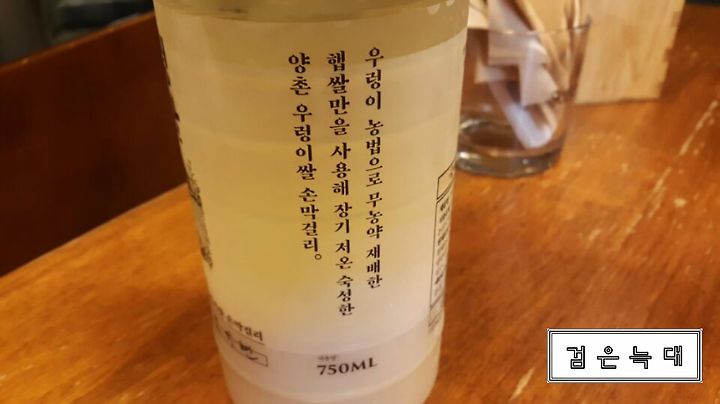 우렁이 농법으로 무농약 재배한
햅쌀만을 사용해 장기 저온 숙성한
양촌 우렁이쌀 손막걸리。
750ML
검은늑대